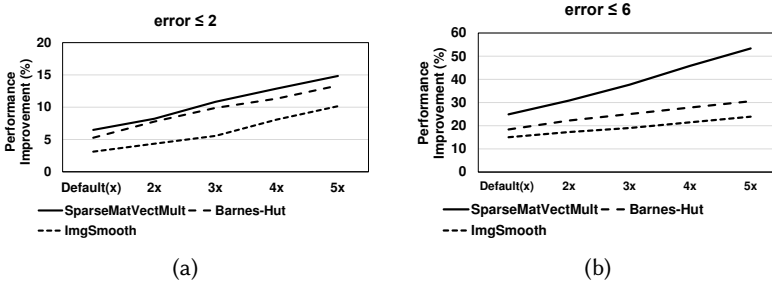 error ≤ 2
Performance
Improvement (%)
20
15
10
5
0
Default(x) 2x 3x 4x 5x
SparseMatVectMult Barnes-Hut
ImgSmooth
(a)
error ≤ 6
Performance
Improvement (%)
60
50
40
30
20
10
0
Default(x) 2x 3x 4x 5x
SparseMatVectMult Barnes-Hut
ImgSmooth
(b)